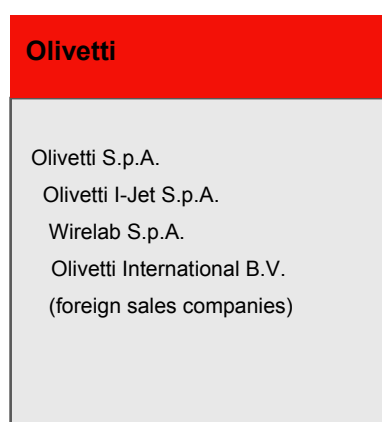 Olivetti
Olivetti S.p.A.
Olivetti I-Jet S.p.A.
Wirelab S.p.A.
Olivetti International B.V.
(foreign sales companies)